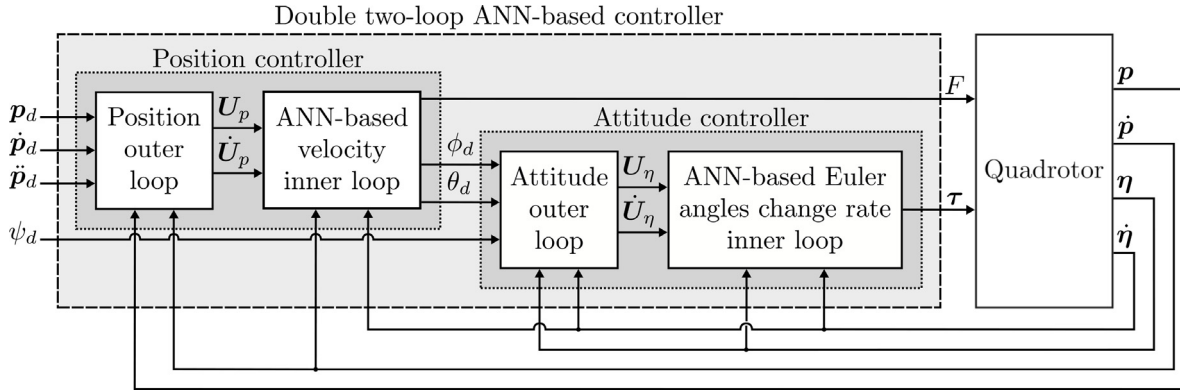 Double two-loop ANN-based controller
Position controller
p_d
ṗ_d
p̈_d
ψ_d
Position
outer
loop
U_p
U̇_p
ANN-based
velocity
inner loop
ϕ_d
θ_d
Attitude controller
Attitude
outer
loop
U_η
U̇_η
ANN-based Euler
angles change rate
inner loop
F
τ
Quadrotor
p
ṗ
η
η̇